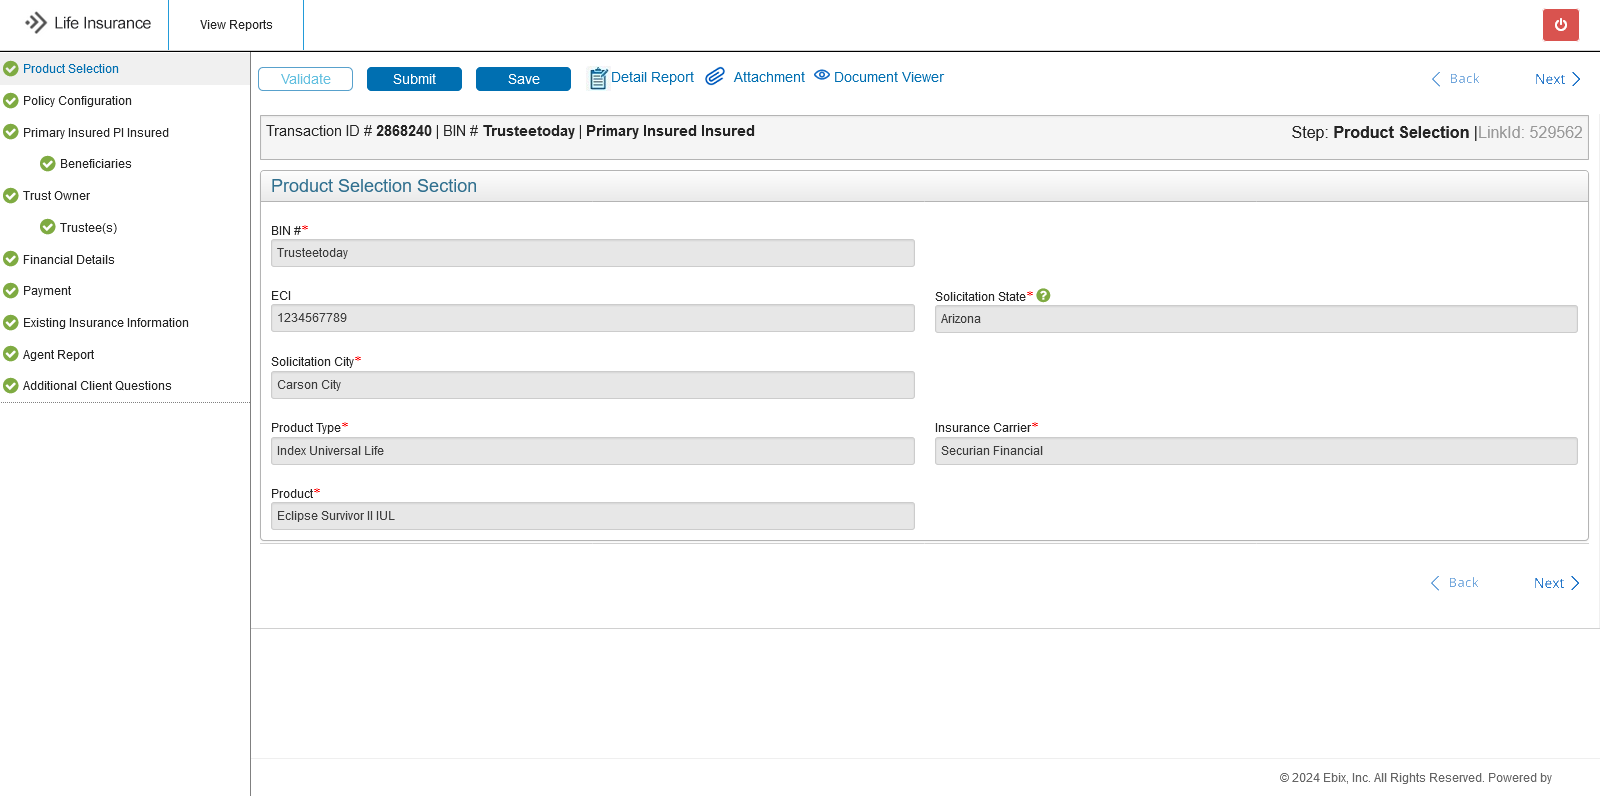 Life Insurance
View Reports
Product Selection
Policy Configuration
Primary Insured PI Insured
Beneficiaries
Trust Owner
Trustee(s)
Financial Details
Payment
Existing Insurance Information
Agent Report
Additional Client Questions
Validate
Submit
Save
Detail Report
Attachment
Document Viewer
Back
Next
Transaction ID # 2868240 | BIN # Trusteetoday | Primary Insured Insured
Step: Product Selection |LinkId: 529562
Product Selection Section
BIN #*
Trusteetoday
ECI
1234567789
Solicitation State* ?
Arizona
Solicitation City*
Carson City
Product Type*
Index Universal Life
Insurance Carrier*
Securian Financial
Product*
Eclipse Survivor II IUL
Back
Next
© 2024 Ebix, Inc. All Rights Reserved. Powered by